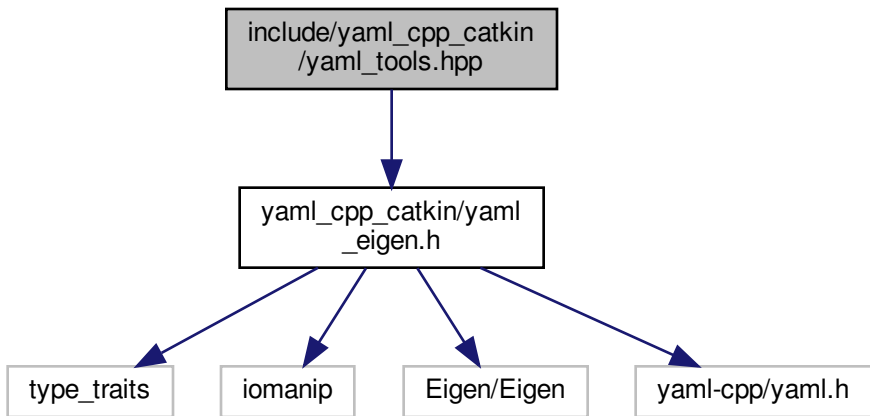 include/yaml_cpp_catkin
/yaml_tools.hpp
yaml_cpp_catkin/yaml
_eigen.h
type_traits
iomanip
Eigen/Eigen
yaml-cpp/yaml.h